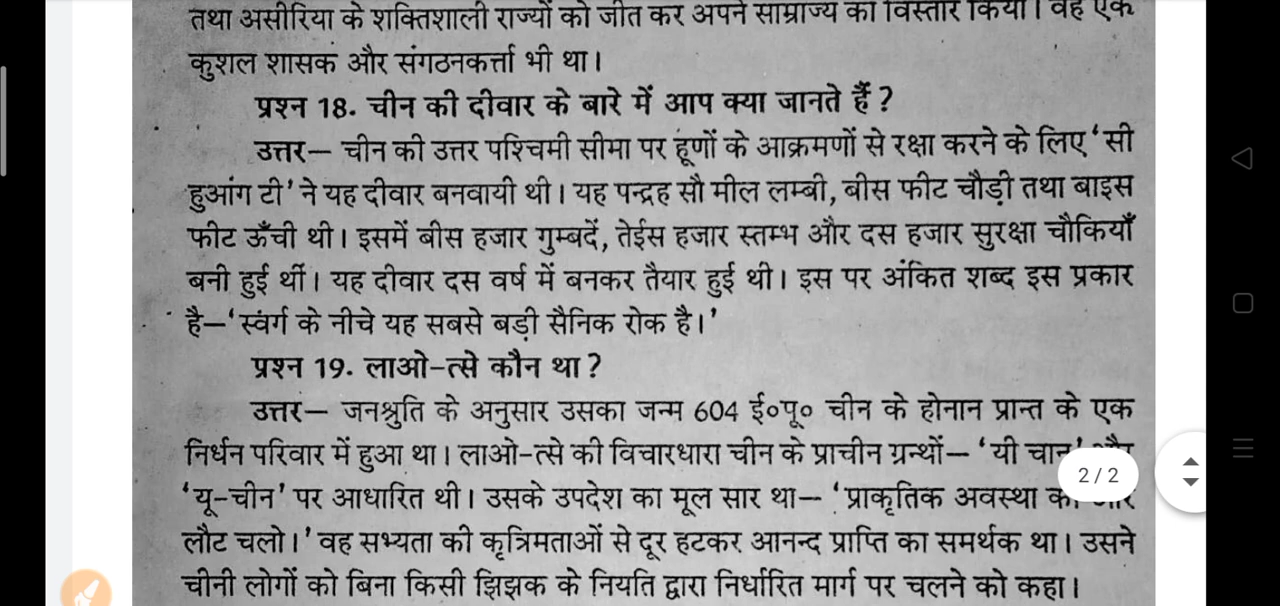 तथा असीरिया के शक्तिशाली राज्यों को जीत कर अपने साम्राज्य का विस्तार किया। वह एक
कुशल शासक और संगठनकर्त्ता भी था।
प्रश्न 18. चीन की दीवार के बारे में आप क्या जानते हैं?
उत्तर— चीन की उत्तर पश्चिमी सीमा पर हूणों के आक्रमणों से रक्षा करने के लिए ‘सी
हुआंग टी’ ने यह दीवार बनवायी थी। यह पन्द्रह सौ मील लम्बी, बीस फीट चौड़ी तथा बाइस
फीट ऊँची थी। इसमें बीस हजार गुम्बदें, तेईस हजार स्तम्भ और दस हजार सुरक्षा चौकियाँ
बनी हुई थीं। यह दीवार दस वर्ष में बनकर तैयार हुई थी। इस पर अंकित शब्द इस प्रकार
है—‘स्वंर्ग के नीचे यह सबसे बड़ी सैनिक रोक है।’
प्रश्न 19. लाओ-त्से कौन था?
उत्तर— जनश्रुति के अनुसार उसका जन्म 604 ई०पू० चीन के होनान प्रान्त के एक
निर्धन परिवार में हुआ था। लाओ-त्से की विचारधारा चीन के प्राचीन ग्रन्थों— ‘यी चान’
2/2
‘यू-चीन’ पर आधारित थी। उसके उपदेश का मूल सार था— ‘प्राकृतिक अवस्था
लौट चलो।’ वह सभ्यता की कृत्रिमताओं से दूर हटकर आनन्द प्राप्ति का समर्थक था। उसने
चीनी लोगों को बिना किसी झिझक के नियति द्वारा निर्धारित मार्ग पर चलने को कहा।